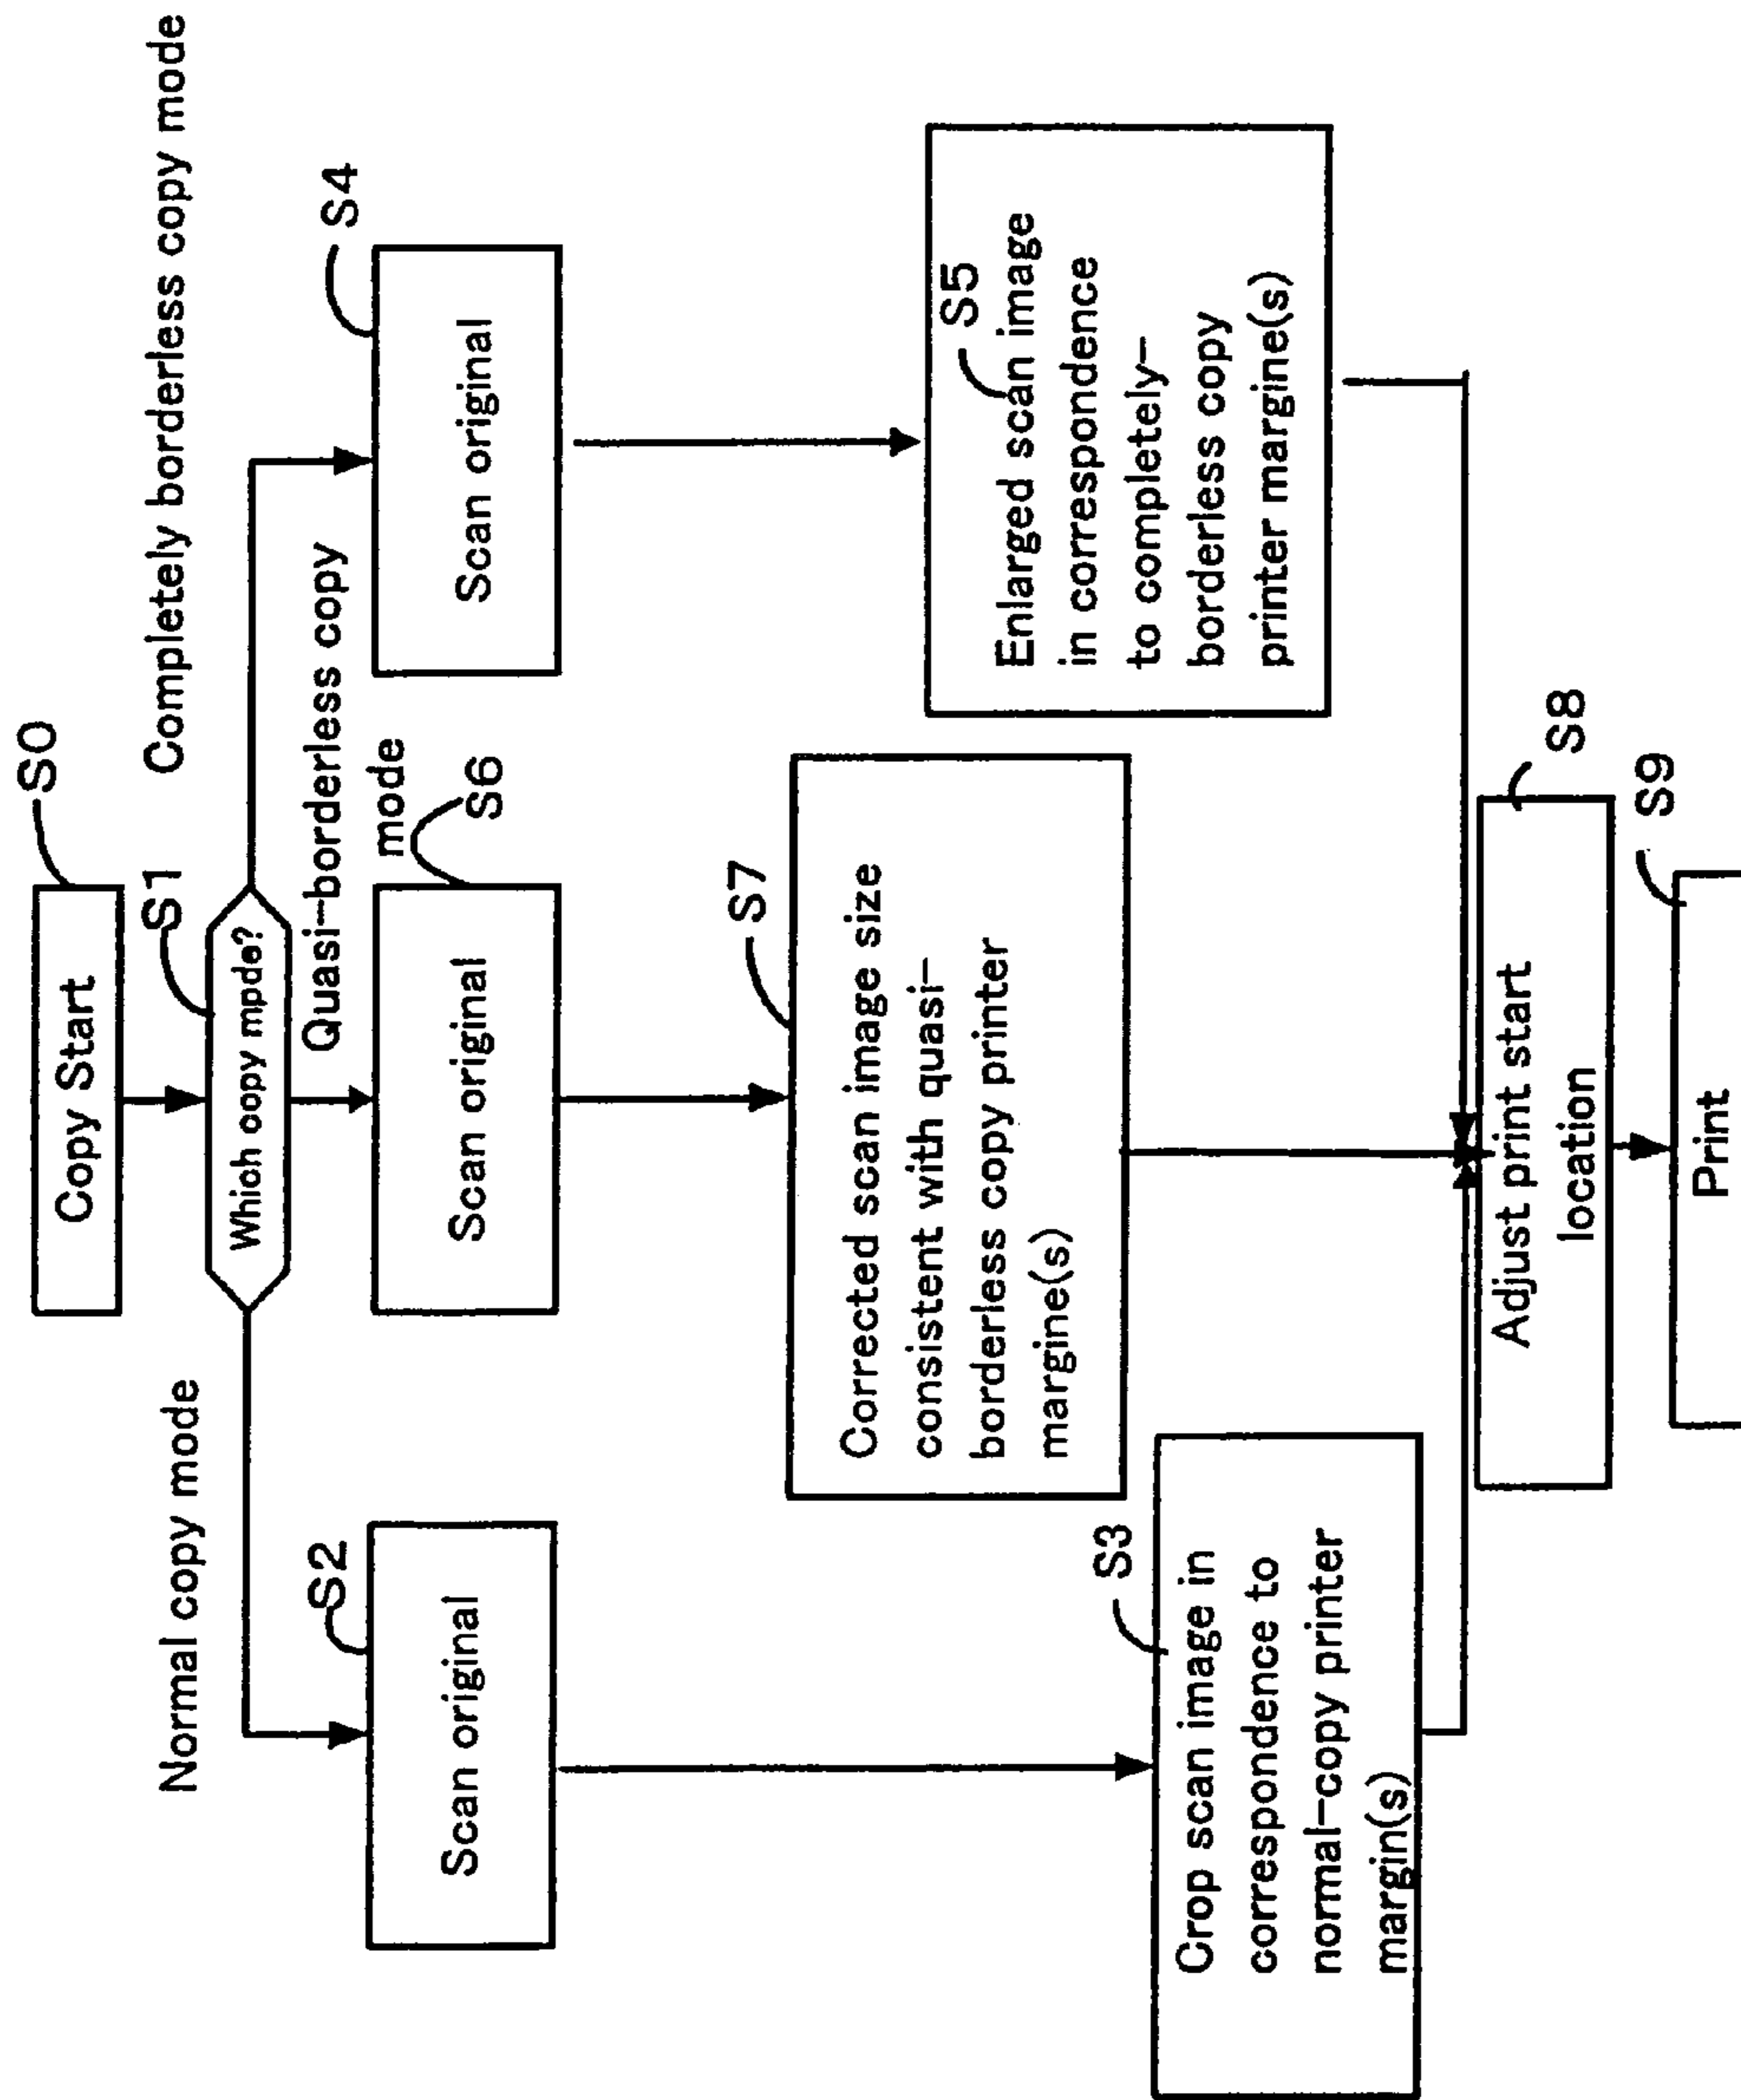 S0
Copy Start
S1
Which copy mpde?
Normal copy mode
Quasi-borderless copy
mode
Completely borderless copy mode
S2
Scan original
S6
Scan original
S4
Scan original
S3
Crop scan image in
correspondence to
normal-copy printer
margin(s)
S7
Corrected scan image size
consistent with quasi-
borderless copy printer
margine(s)
S5
Enlarged scan image
in correspondence
to completely-
borderless copy
printer margine(s)
S8
Adjust print start
location
S9
Print